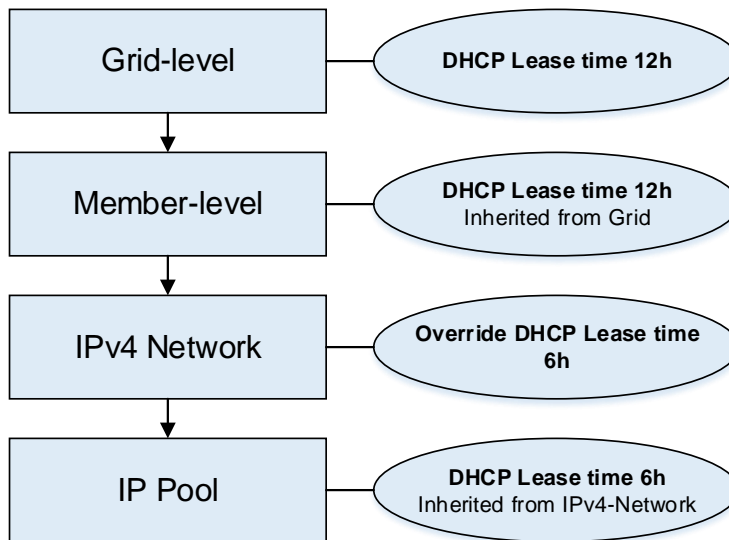 Grid-level
DHCP Lease time 12h
Member-level
DHCP Lease time 12h
Inherited from Grid
IPv4 Network
Override DHCP Lease time
6h
IP Pool
DHCP Lease time 6h
Inherited from IPv4-Network